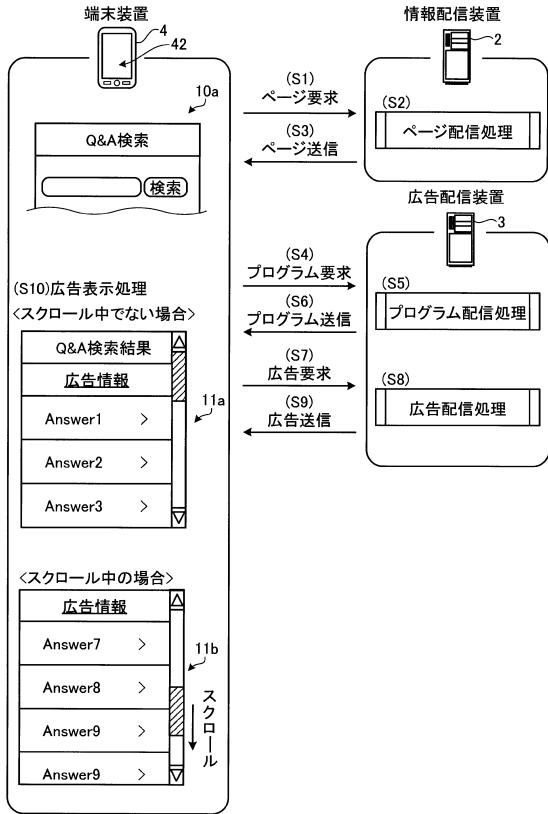 端末装置
4
42
10a
Q&A検索
検索
(S10)広告表示処理
<スクロール中でない場合>
Q&A検索結果
広告情報
Answer1 >
Answer2 >
Answer3 >
11a
<スクロール中の場合>
広告情報
Answer7 >
Answer8 >
Answer9 >
Answer9 >
11b
スクロール
(S1)
ページ要求
(S3)
ページ送信
(S4)
プログラム要求
(S6)
プログラム送信
(S7)
広告要求
(S9)
広告送信
情報配信装置
2
(S2)
ページ配信処理
広告配信装置
3
(S5)
プログラム配信処理
(S8)
広告配信処理